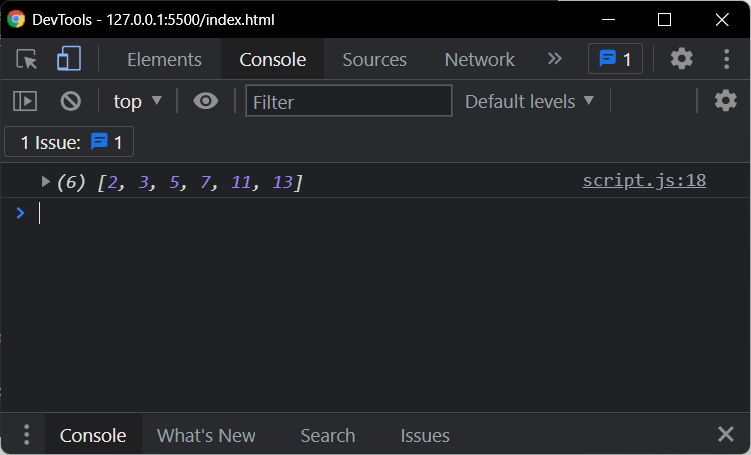 DevTools - 127.0.0.1:5500/index.html
Elements Console Sources Network 1
top Filter Default levels
1 Issue: 1
(6) [2, 3, 5, 7, 11, 13] script.js:18
Console What's New Search Issues